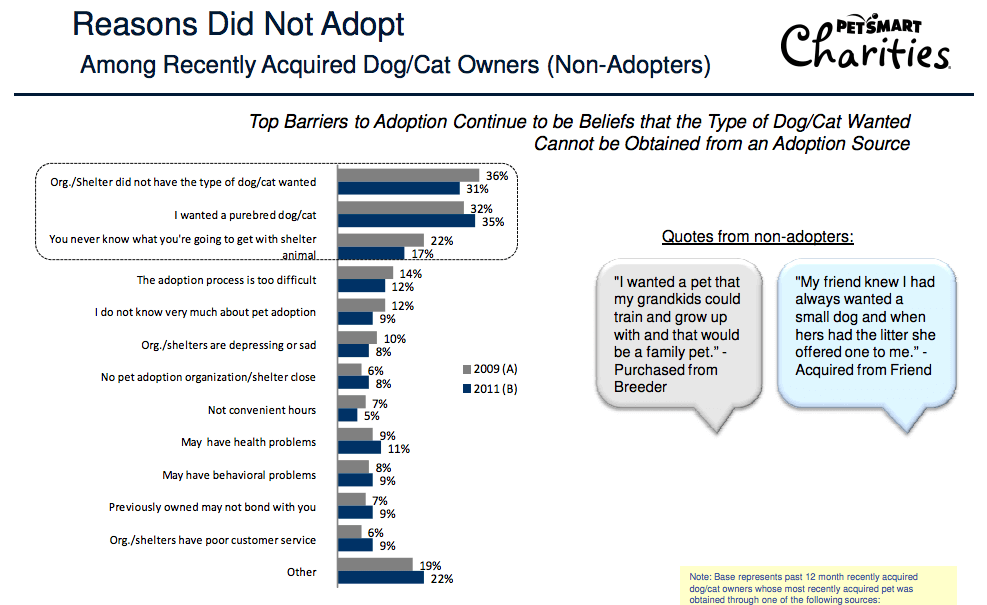 Reasons Did Not Adopt
PETSMART
Charities
Among Recently Acquired Dog/Cat Owners (Non-Adopters)
Top Barriers to Adoption Continue to be Beliefs that the Type of Dog/Cat Wanted
Cannot be Obtained from an Adoption Source
Org./Shelter did not have the type of dog/cat wanted
36%
31%
I wanted a purebred dog/cat
32%
35%
You never know what you're going to get with shelter
animal
22%
17%
The adoption process is too difficult
14%
12%
I do not know very much about pet adoption
12%
9%
Org./shelters are depressing or sad
10%
8%
No pet adoption organization/shelter close
6%
8%
Not convenient hours
7%
5%
May have health problems
9%
11%
May have behavioral problems
8%
9%
Previously owned may not bond with you
7%
9%
Org./shelters have poor customer service
6%
9%
Other
19%
22%
2009 (A)
2011 (B)
Quotes from non-adopters:
"I wanted a pet that
my grandkids could
train and grow up
with and that would
be a family pet.” -
Purchased from
Breeder
"My friend knew I had
always wanted a
small dog and when
hers had the litter she
offered one to me.” -
Acquired from Friend
Note: Base represents past 12 month recently acquired
dog/cat owners whose most recently acquired pet was
obtained through one of the following sources: